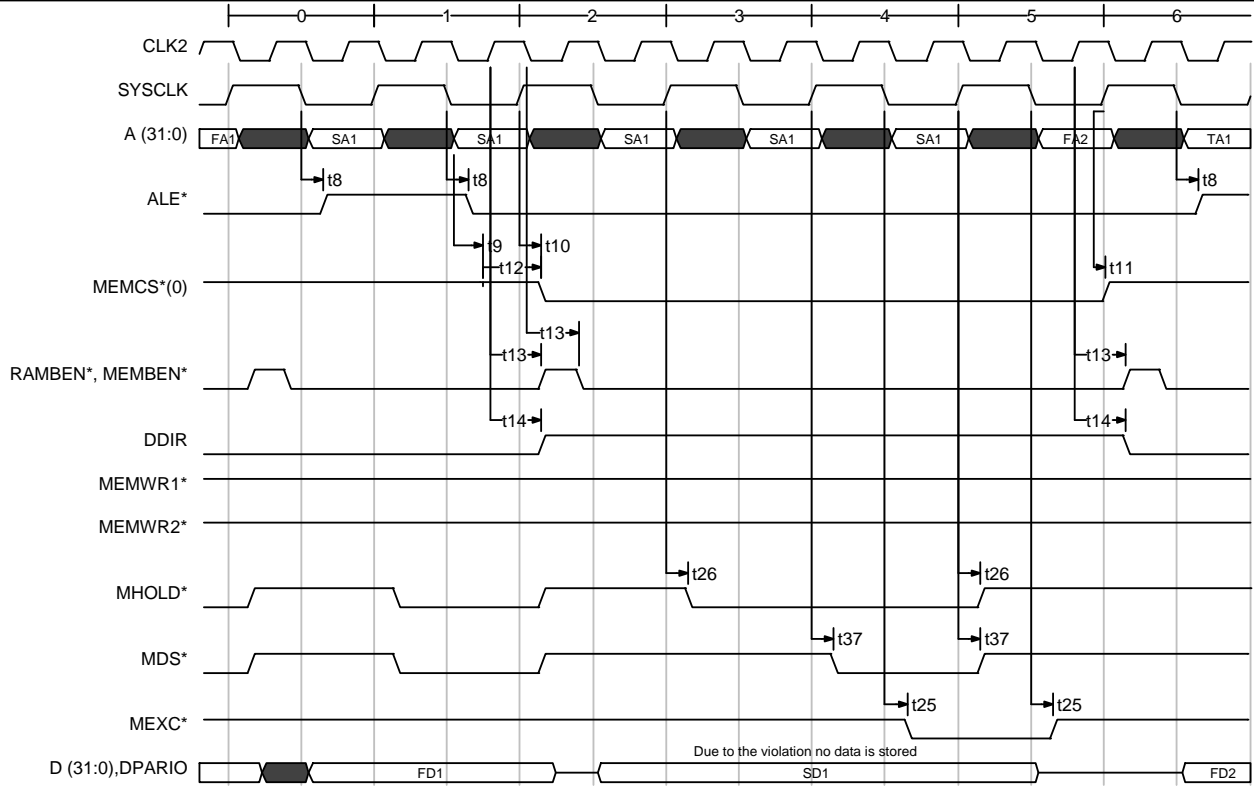 0 1 2 3 4 5 6
CLK2
SYSCLK
A (31:0) FA1 SA1 SA1 SA1 SA1 SA1 FA2 TA1
t8 t8 t8
ALE*
t9 t10
t12 t11
MEMCS*(0)
t13
t13 t13
RAMBEN*, MEMBEN*
t14 t14
DDIR
MEMWR1*
MEMWR2*
t26 t26
MHOLD*
t37 t37
MDS*
t25 t25
MEXC*
Due to the violation no data is stored
D (31:0),DPARIO FD1 SD1 FD2